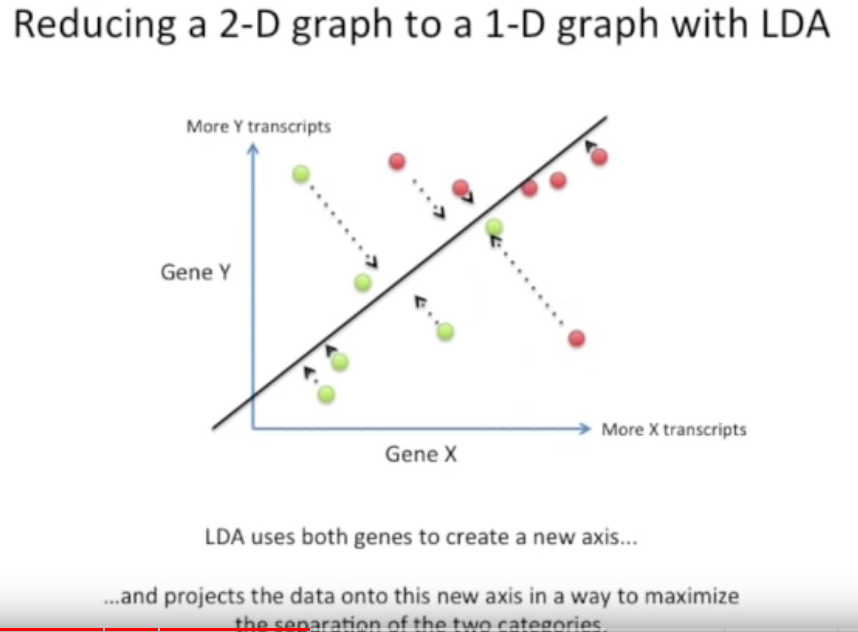 Reducing a 2-D graph to a 1-D graph with LDA
More Y transcripts
Gene Y
More X transcripts
Gene X
LDA uses both genes to create a new axis...
...and projects the data onto this new axis in a way to maximize
the separation of the two categories.